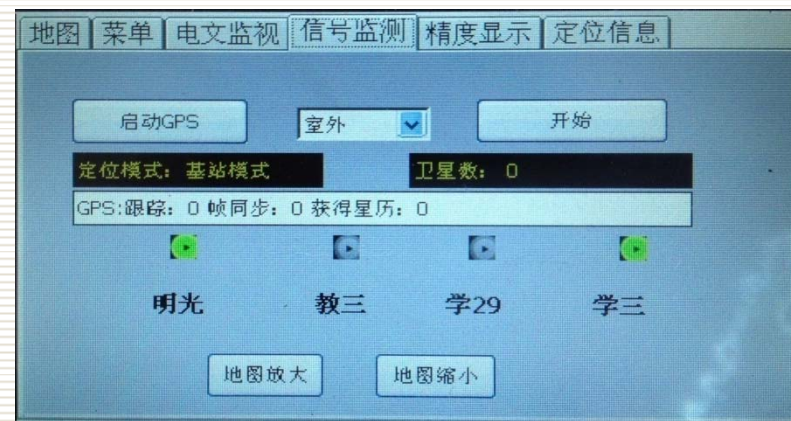 地图 菜单 电文监视 信号监测 精度显示 定位信息
启动GPS 室外 开始
定位模式: 基站模式 卫星数: 0
GPS:跟踪: 0 帧同步: 0 获得星历: 0
明光 教三 学29 学三
地图放大 地图缩小